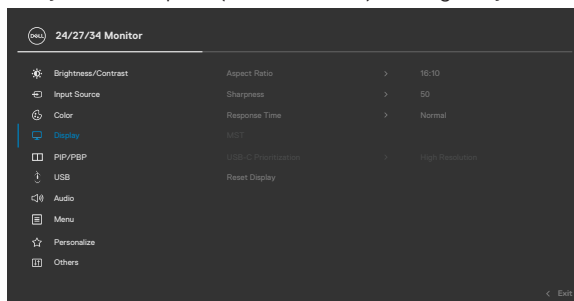 DELL 24/27/34 Monitor
Brightness/Contrast Aspect Ratio > 16:10
Input Source Sharpness > 50
Color Response Time > Normal
Display MST
PIP/PBP USB-C Prioritization > High Resolution
USB Reset Display
Audio
Menu
Personalize
Others
< Exit